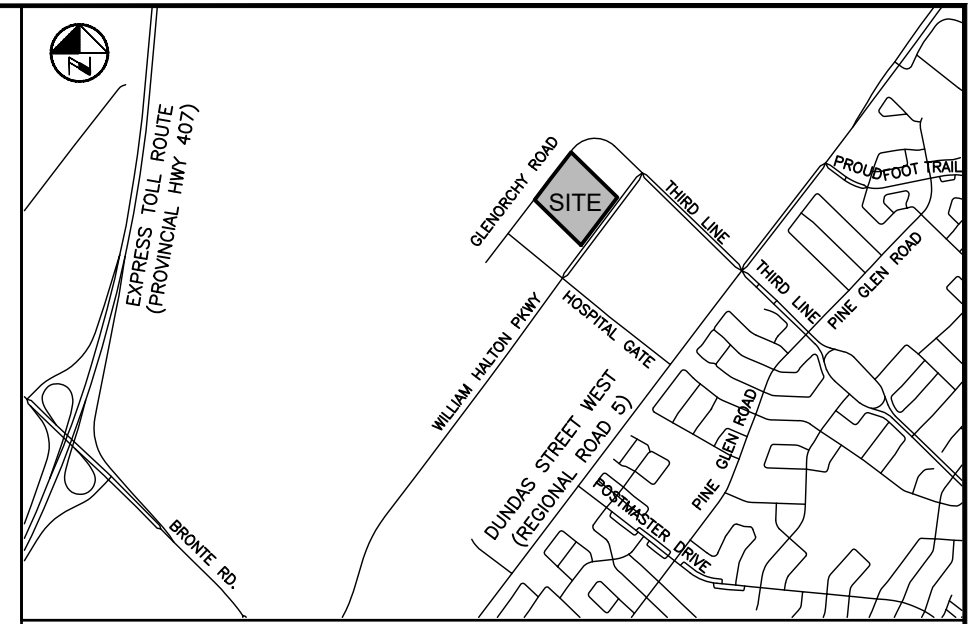 N
EXPRESS TOLL ROUTE
(PROVINCIAL HWY 407)
GLENORCHY ROAD
SITE
THIRD LINE
PROUDFOOT TRAIL
THIRD LINE
PINE GLEN ROAD
WILLIAM HALTON PKWY
HOSPITAL GATE
DUNDAS STREET WEST
(REGIONAL ROAD 5)
PINE GLEN ROAD
POSTMASTER DRIVE
BRONTE RD.